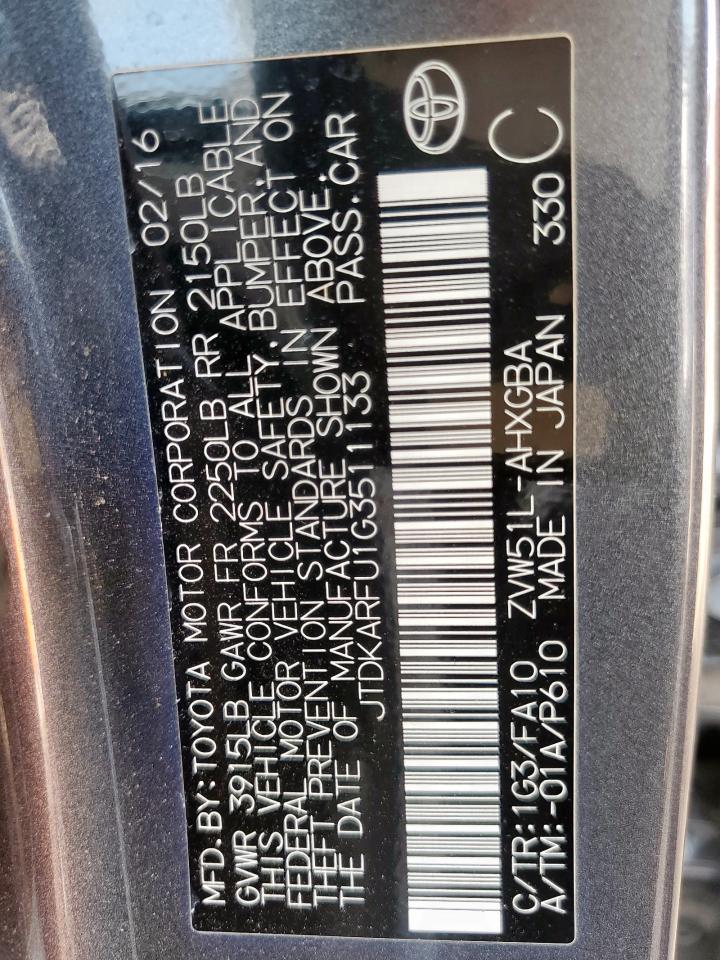 MFD.BY:TOYOTA MOTOR CORPORATION 02/16
GVWR 3915LB GAWR FR 2250LB RR 2150LB
THIS VEHICLE CONFORMS TO ALL APPLICABLE
FEDERAL MOTOR VEHICLE SAFETY,BUMPER,AND
THEFT PREVENTION STANDARDS IN EFFECT ON
THE DATE OF MANUFACTURE SHOWN ABOVE.
JTDKARFU1G3511133 PASS.CAR
C/TR:1G3/FA10 ZVW51L-AHXGBA 330
A/TM:-01A/P610 MADE IN JAPAN C